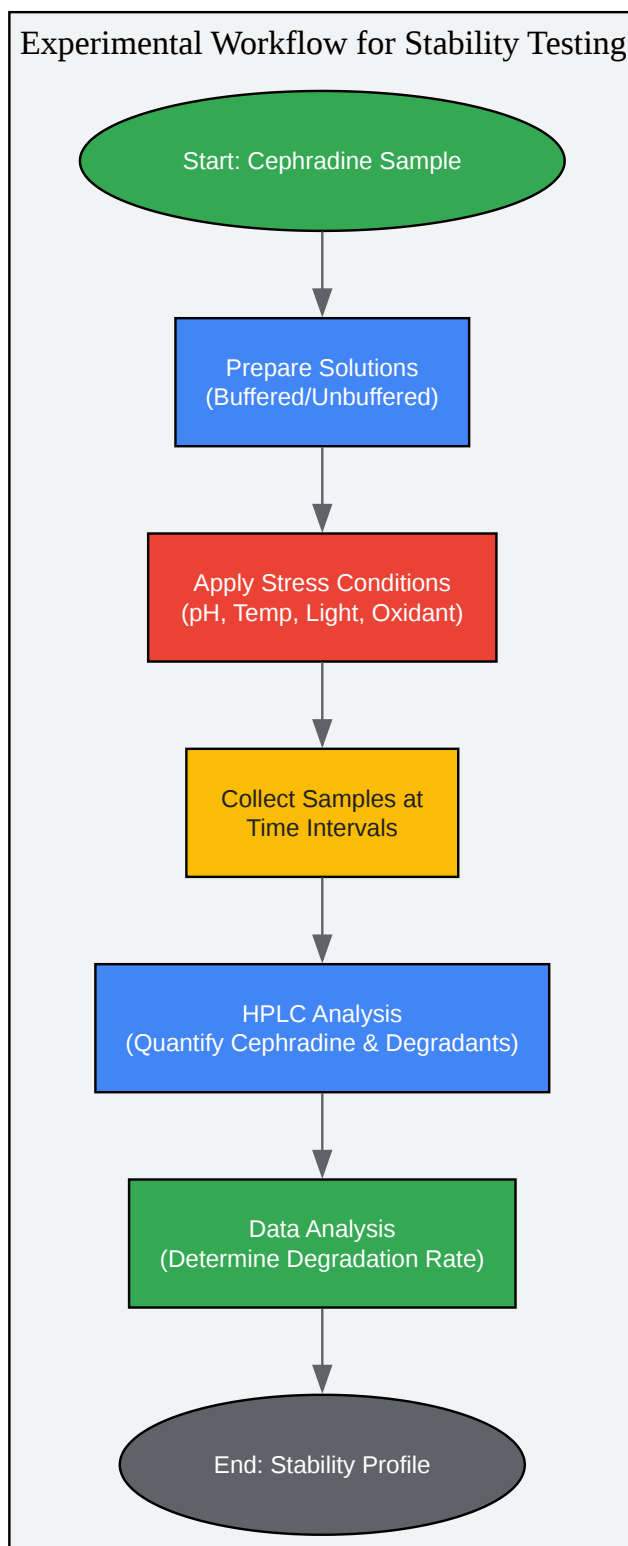 Experimental Workflow for Stability Testing
Start: Cephradine Sample
Prepare Solutions
(Buffered/Unbuffered)
Apply Stress Conditions
(pH, Temp, Light, Oxidant)
Collect Samples at
Time Intervals
HPLC Analysis
(Quantify Cephradine & Degradants)
Data Analysis
(Determine Degradation Rate)
End: Stability Profile